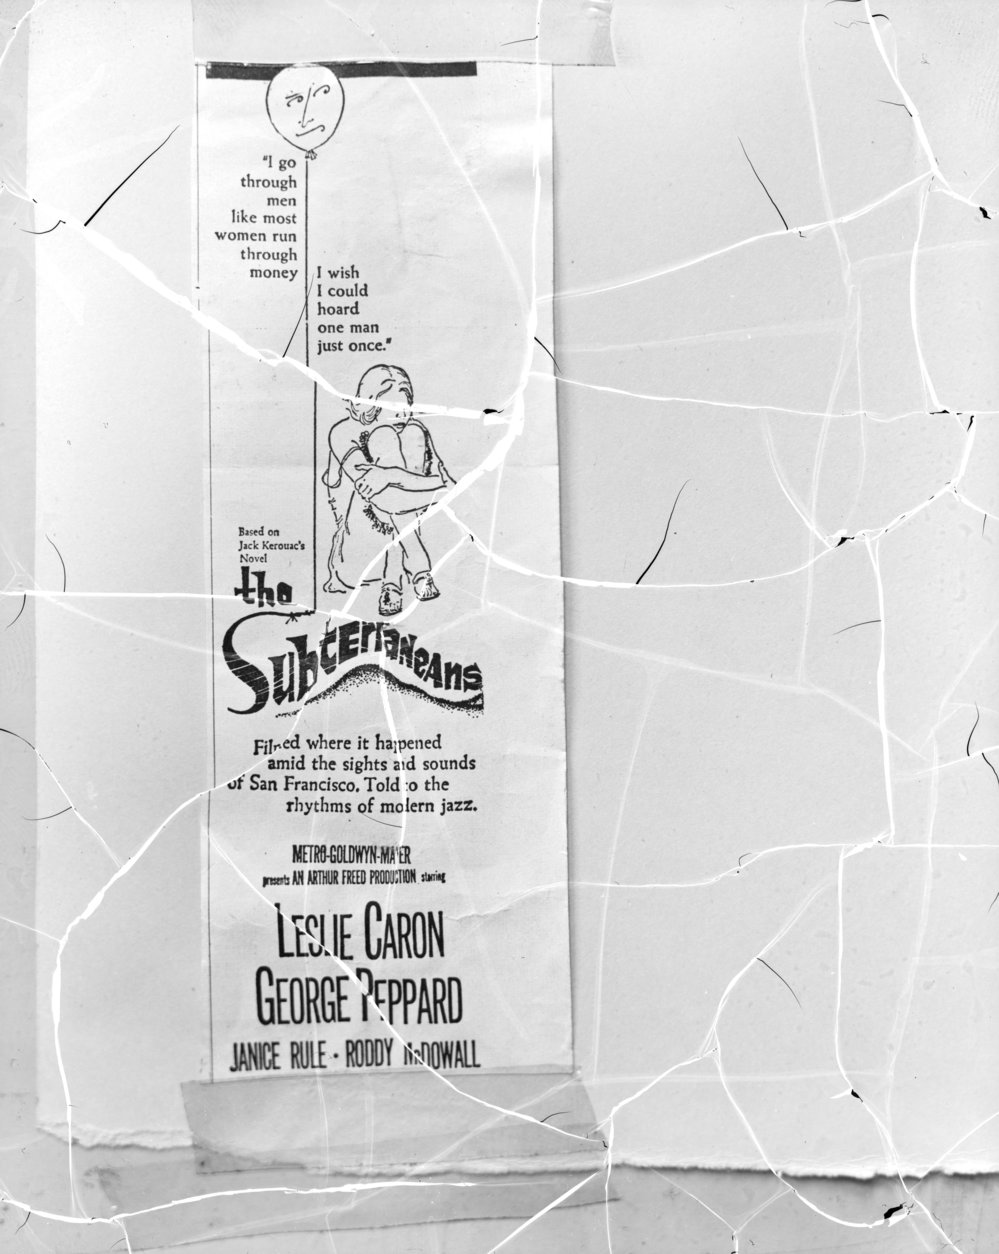 "I go
through
men
like most
women run
through
money
I wish
I could
hoard
one man
just once."
Based on
Jack Kerouac's
Novel
the
Subterraneans
Filmed where it happened
amid the sights and sounds
of San Francisco. Told to the
rhythms of modern jazz.
METRO-GOLDWYN-MAYER
presents AN ARTHUR FREED PRODUCTION starring
LESLIE CARON
GEORGE PEPPARD
JANICE RULE · RODDY McDOWALL